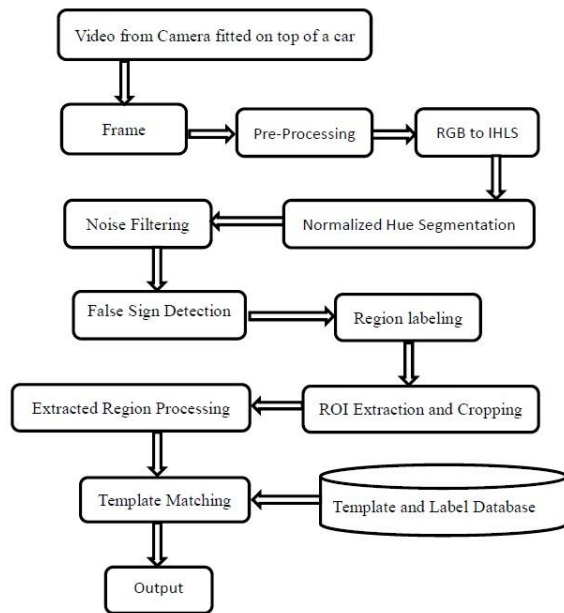 Video from Camera fitted on top of a car
Frame
Pre-Processing
RGB to IHLS
Normalized Hue Segmentation
Noise Filtering
False Sign Detection
Region labeling
ROI Extraction and Cropping
Extracted Region Processing
Template Matching
Template and Label Database
Output